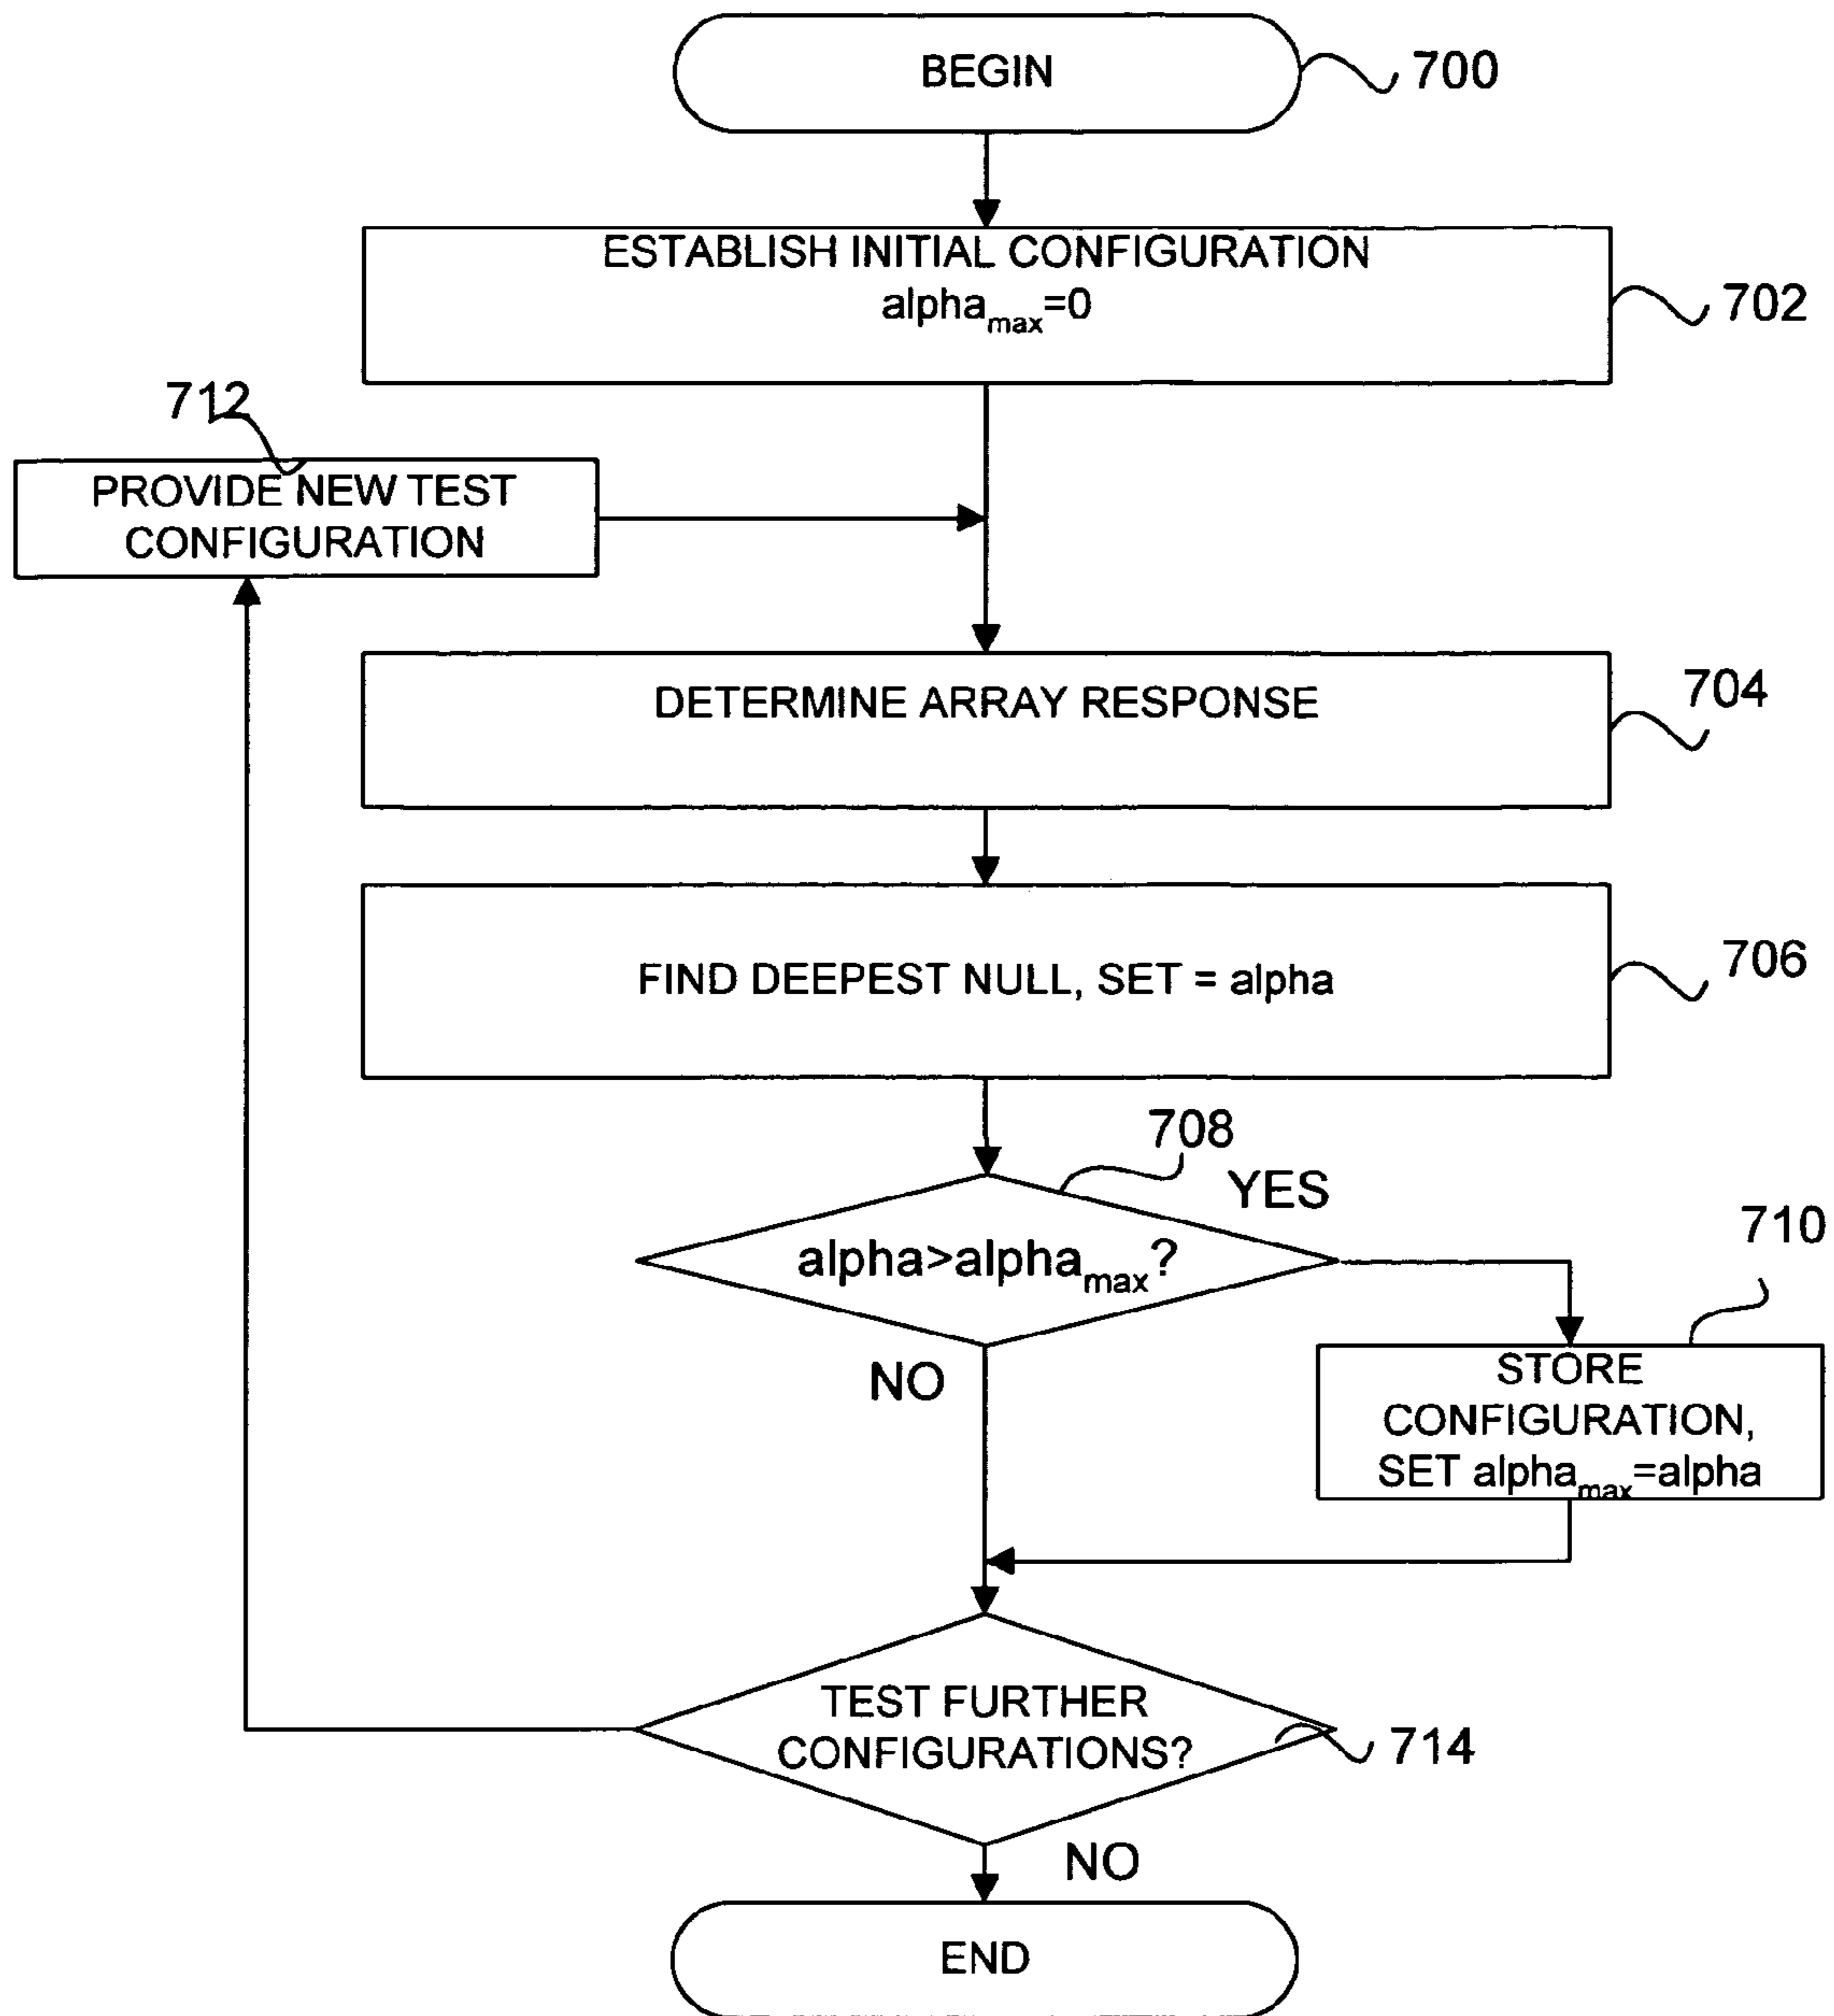 BEGIN
700
ESTABLISH INITIAL CONFIGURATION
alphamax=0
702
712
PROVIDE NEW TEST
CONFIGURATION
DETERMINE ARRAY RESPONSE
704
FIND DEEPEST NULL, SET = alpha
706
708
YES
alpha>alphamax?
710
NO
STORE
CONFIGURATION,
SET alphamax=alpha
TEST FURTHER
CONFIGURATIONS?
714
NO
END